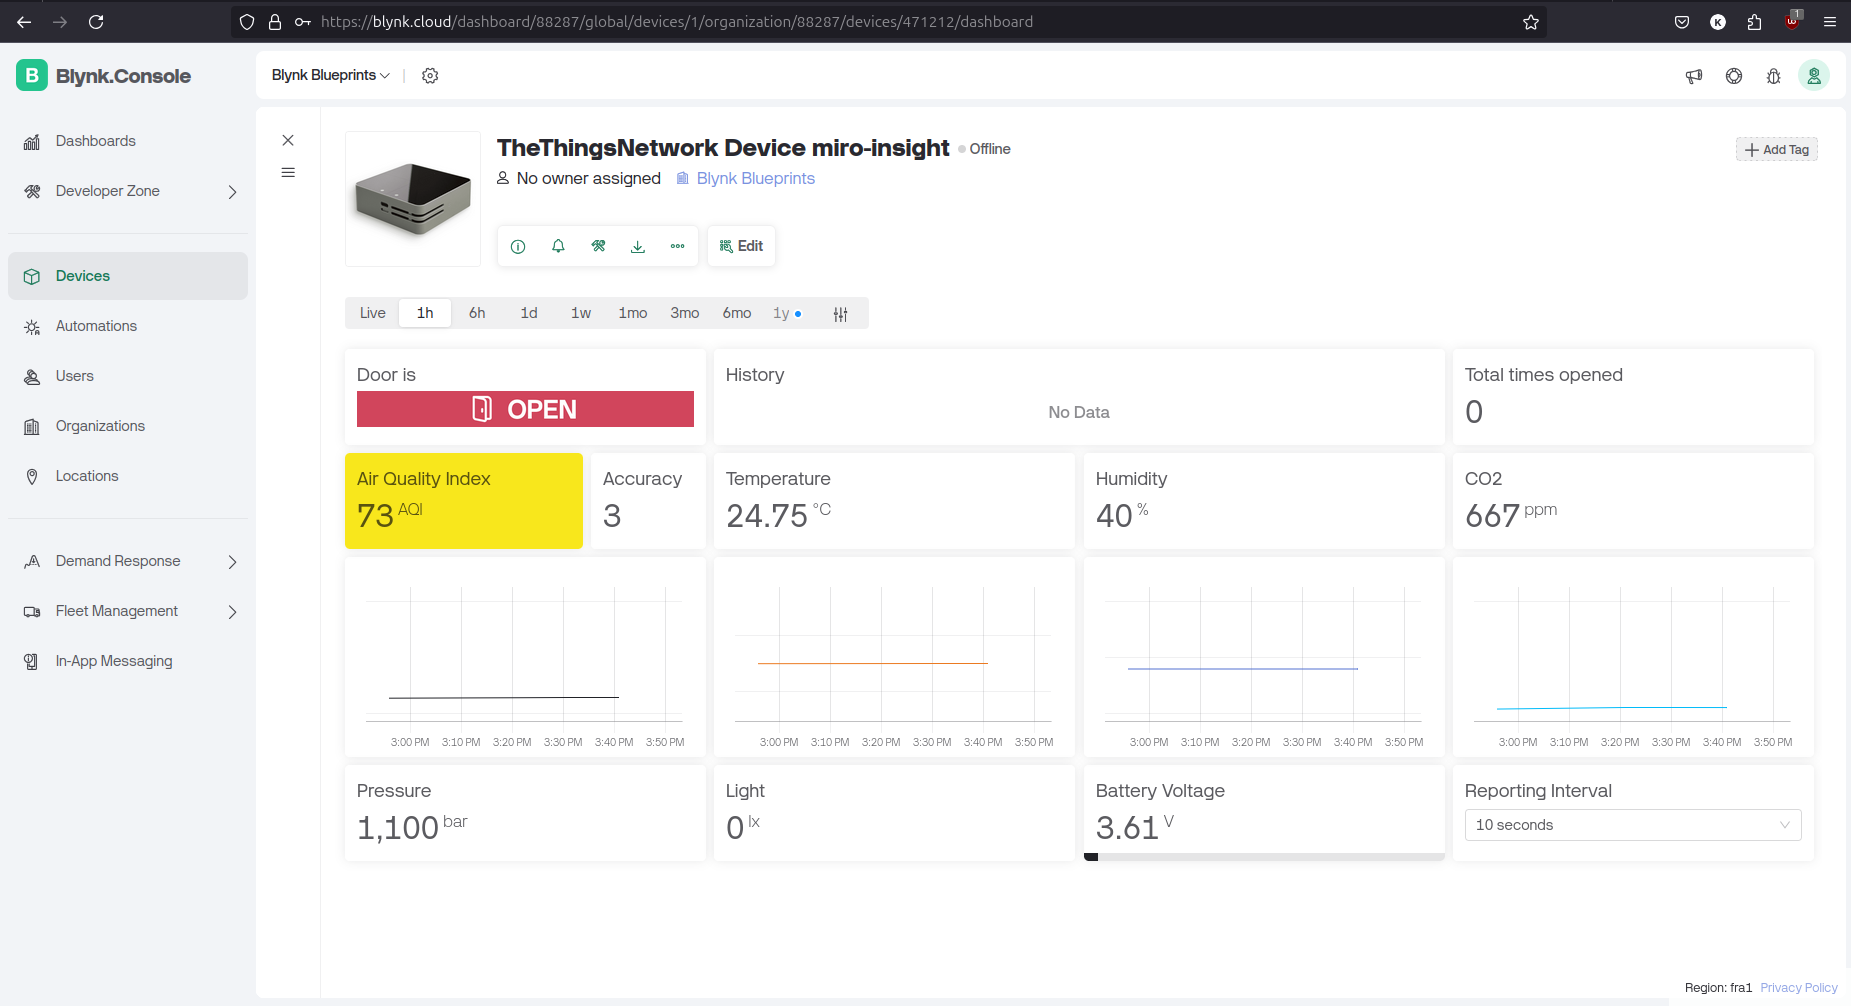 https://blynk.cloud/dashboard/88287/global/devices/1/organization/88287/devices/471212/dashboard
K
1
B Blynk.Console
Blynk Blueprints
Dashboards
Developer Zone
Devices
Automations
Users
Organizations
Locations
Demand Response
Fleet Management
In-App Messaging
TheThingsNetwork Device miro-insight Offline
Add Tag
No owner assigned Blynk Blueprints
Edit
Live 1h 6h 1d 1w 1mo 3mo 6mo 1y
Door is
OPEN
History
No Data
Total times opened
0
Air Quality Index
73 AQI
Accuracy
3
Temperature
24.75 °C
Humidity
40 %
CO2
667 ppm
3:00 PM 3:10 PM 3:20 PM 3:30 PM 3:40 PM 3:50 PM
3:00 PM 3:10 PM 3:20 PM 3:30 PM 3:40 PM 3:50 PM
3:00 PM 3:10 PM 3:20 PM 3:30 PM 3:40 PM 3:50 PM
3:00 PM 3:10 PM 3:20 PM 3:30 PM 3:40 PM 3:50 PM
Pressure
1,100 bar
Light
0 lx
Battery Voltage
3.61 V
Reporting Interval
10 seconds
Region: fra1 Privacy Policy